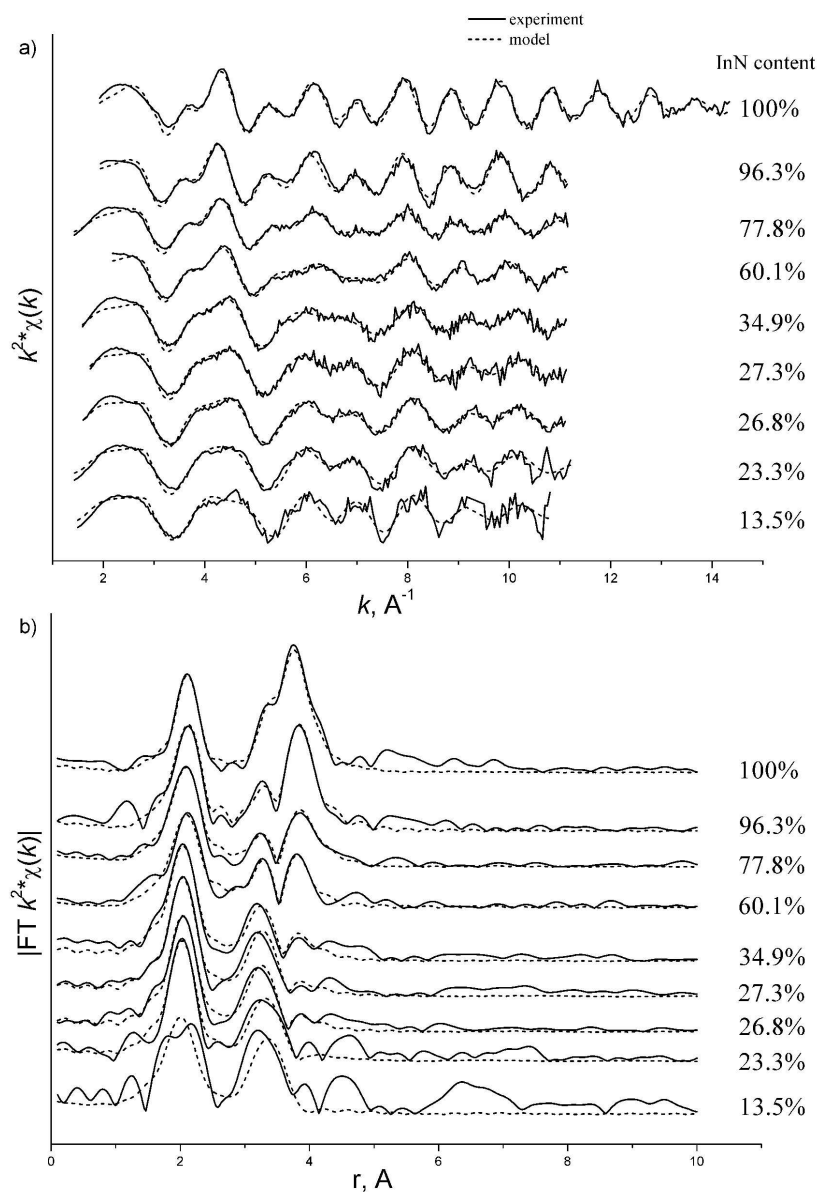 experiment
model
a)
InN content
100%
96.3%
77.8%
60.1%
34.9%
27.3%
26.8%
23.3%
13.5%
k²*χ(k)
2 4 6 8 10 12 14
k, A⁻¹
b)
100%
96.3%
77.8%
60.1%
34.9%
27.3%
26.8%
23.3%
13.5%
|FT k²*χ(k)|
0 2 4 6 8 10
r, A